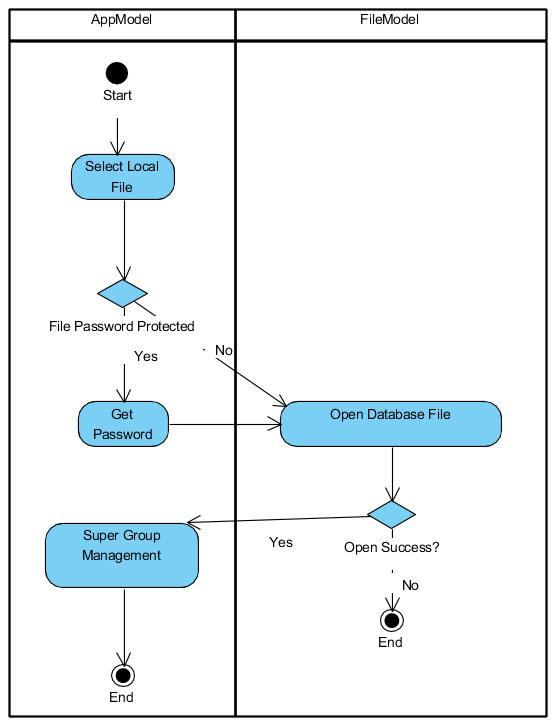 AppModel
FileModel
Start
Select Local
File
File Password Protected
No
Yes
Get
Password
Open Database File
Super Group
Management
Yes
Open Success?
No
End
End